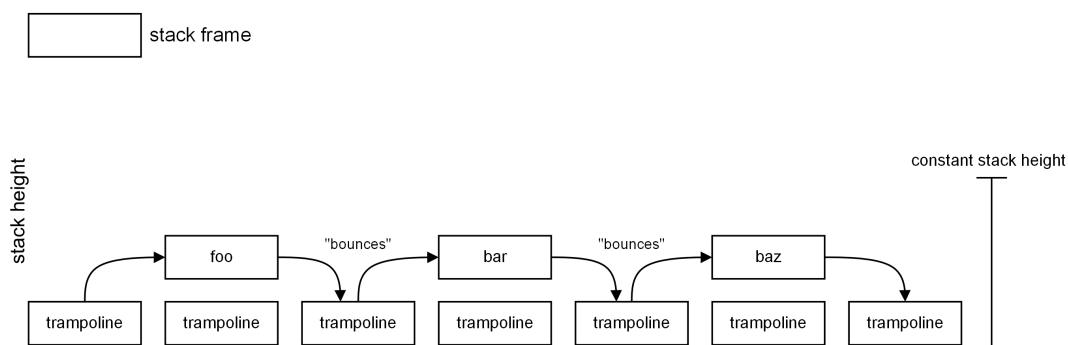 stack frame
constant stack height
stack height
"bounces"
"bounces"
foo
bar
baz
trampoline
trampoline
trampoline
trampoline
trampoline
trampoline
trampoline